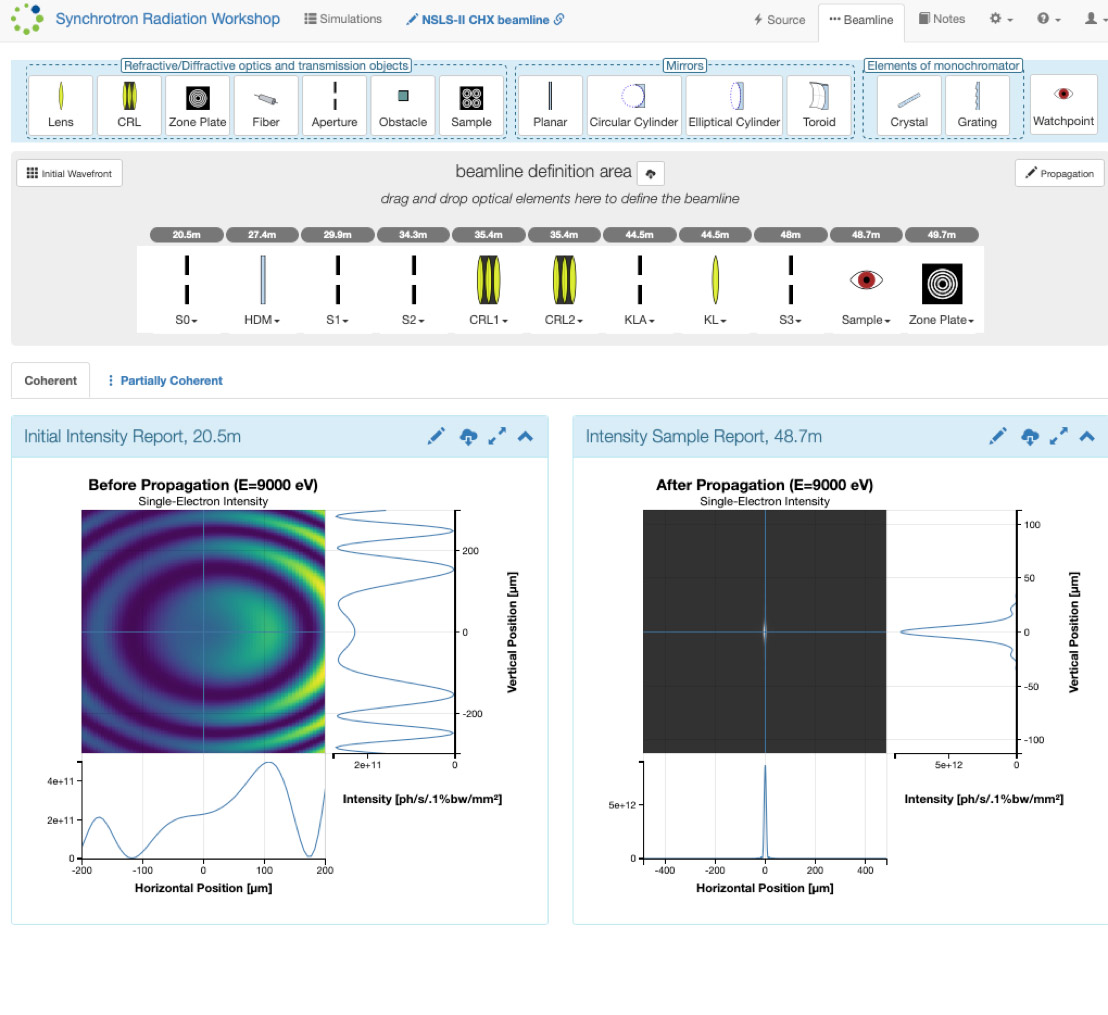 Synchrotron Radiation Workshop Simulations NSLS-II CHX beamline Source Beamline Notes
Refractive/Diffractive optics and transmission objects Mirrors Elements of monochromator
Lens CRL Zone Plate Fiber Aperture Obstacle Sample Planar Circular Cylinder Elliptical Cylinder Toroid Crystal Grating Watchpoint
Initial Wavefront beamline definition area Propagation
drag and drop optical elements here to define the beamline
20.5m 27.4m 29.9m 34.3m 35.4m 35.4m 44.5m 44.5m 48m 48.7m 49.7m
S0 HDM S1 S2 CRL1 CRL2 KLA KL S3 Sample Zone Plate
Coherent Partially Coherent
Initial Intensity Report, 20.5m
Before Propagation (E=9000 eV)
Single-Electron Intensity
200
0
-200
Vertical Position [μm]
2e+11 0
Intensity [ph/s/.1%bw/mm²]
4e+11
2e+11
0
-200 -100 0 100 200
Horizontal Position [μm]
Intensity Sample Report, 48.7m
After Propagation (E=9000 eV)
Single-Electron Intensity
100
50
0
-50
-100
Vertical Position [μm]
5e+12 0
Intensity [ph/s/.1%bw/mm²]
5e+12
0
-400 -200 0 200 400
Horizontal Position [μm]